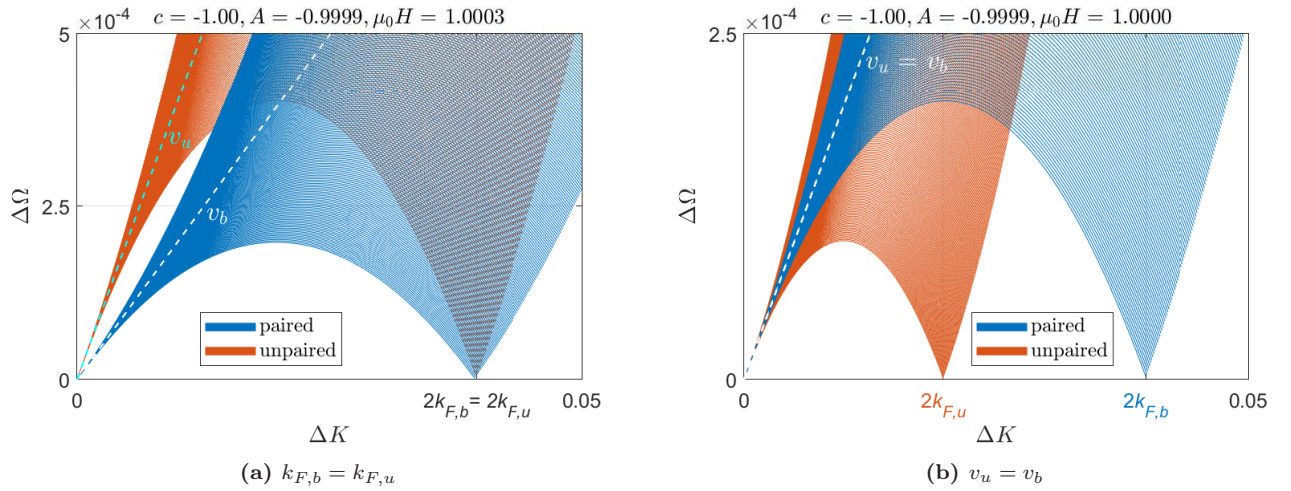 c = -1.00, A = -0.9999, μ₀H = 1.0003
×10⁻⁴
5
2.5
0
ΔΩ
v_u
v_b
paired
unpaired
0
2k_{F,b} = 2k_{F,u}
0.05
ΔK
(a) k_{F,b} = k_{F,u}
c = -1.00, A = -0.9999, μ₀H = 1.0000
×10⁻⁴
2.5
0
ΔΩ
v_u = v_b
paired
unpaired
0
2k_{F,u}
2k_{F,b}
0.05
ΔK
(b) v_u = v_b